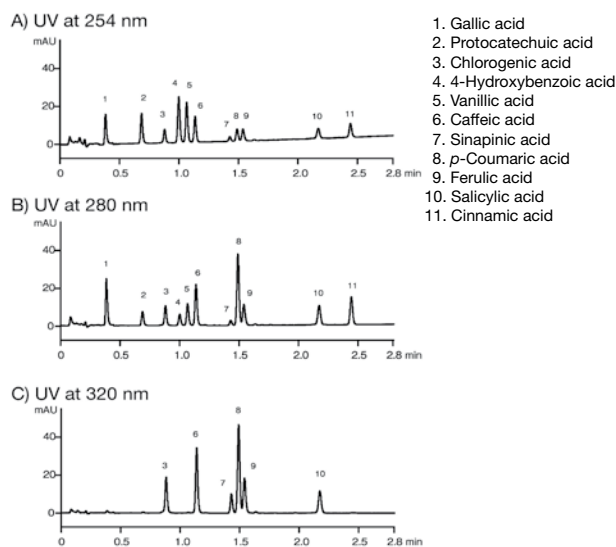 A) UV at 254 nm
mAU
40
20
0
1 2 3 4 5 6 7 8 9 10 11
0 0.5 1.0 1.5 2.0 2.8 min
B) UV at 280 nm
mAU
40
20
0
1 2 3 4 5 6 7 8 9 10 11
0 0.5 1.0 1.5 2.0 2.8 min
C) UV at 320 nm
mAU
40
20
0
3 6 7 8 9 10
0 0.5 1.0 1.5 2.0 2.8 min
1. Gallic acid
2. Protocatechuic acid
3. Chlorogenic acid
4. 4-Hydroxybenzoic acid
5. Vanillic acid
6. Caffeic acid
7. Sinapinic acid
8. p-Coumaric acid
9. Ferulic acid
10. Salicylic acid
11. Cinnamic acid